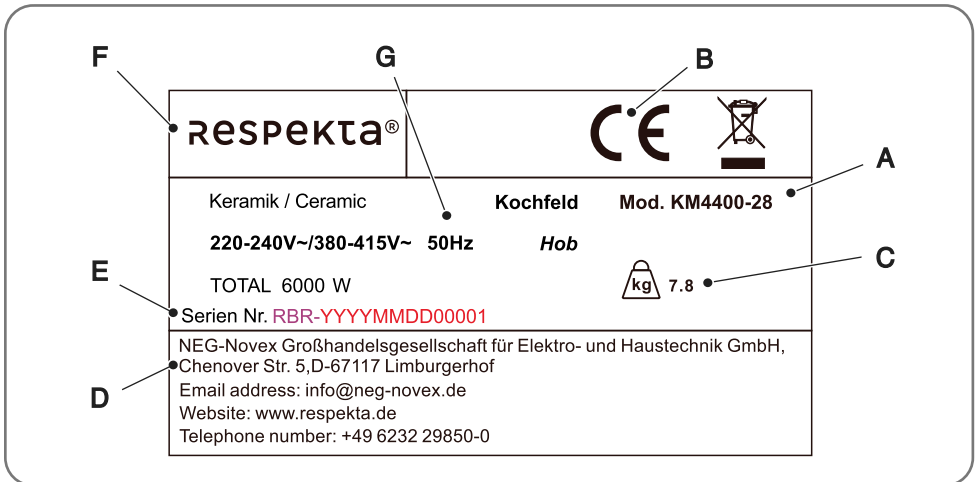 F
G
B
Respekta®
CE
A
Keramik / Ceramic Kochfeld Mod. KM4400-28
220-240V~/380-415V~ 50Hz Hob
C
E
TOTAL 6000 W
kg 7.8
Serien Nr. RBR-YYYYMMDD00001
NEG-Novex Großhandelsgesellschaft für Elektro- und Haustechnik GmbH,
Chenover Str. 5,D-67117 Limburgerhof
D
Email address: info@neg-novex.de
Website: www.respekta.de
Telephone number: +49 6232 29850-0